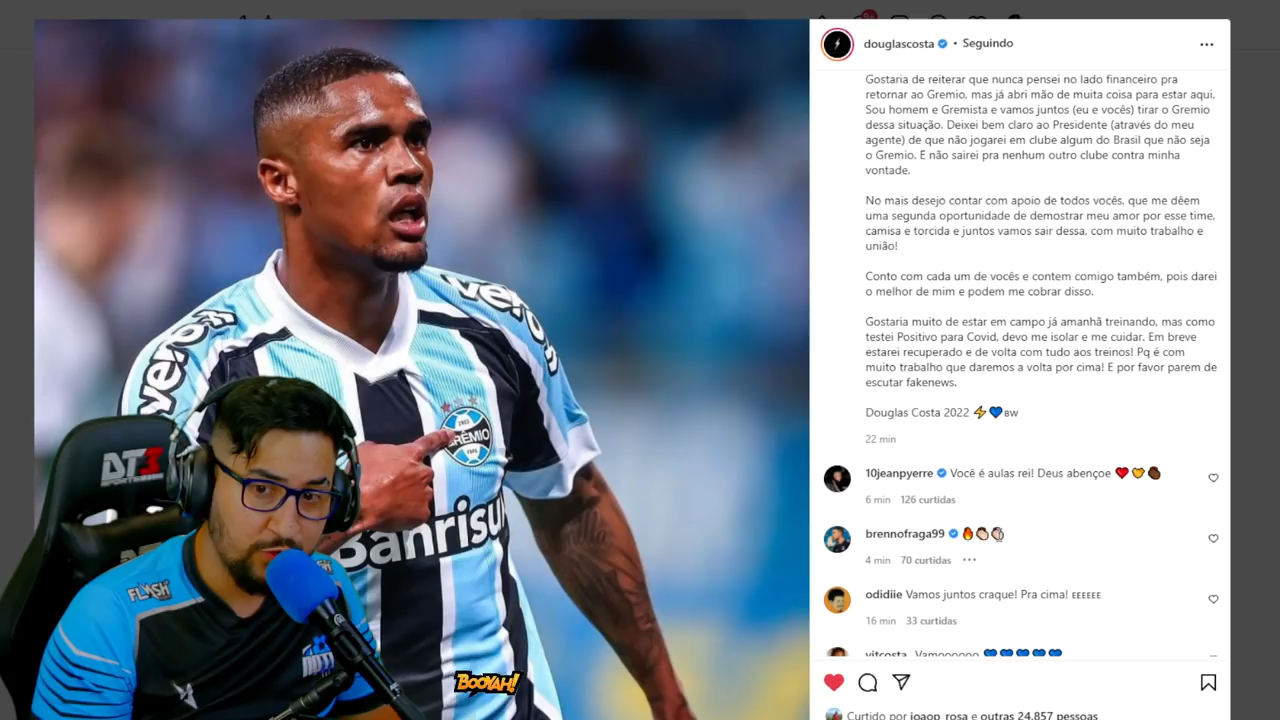 douglascosta • Seguindo
Gostaria de reiterar que nunca pensei no lado financeiro pra
retornar ao Gremio, mas já abri mão de muita coisa para estar aqui.
Sou homem e Gremista e vamos juntos (eu e vocês) tirar o Gremio
dessa situação. Deixei bem claro ao Presidente (através do meu
agente) de que não jogarei em clube algum do Brasil que não seja
o Gremio. E não sairei pra nenhum outro clube contra minha
vontade.
No mais desejo contar com apoio de todos vocês, que me dêem
uma segunda oportunidade de demostrar meu amor por esse time,
camisa e torcida e juntos vamos sair dessa, com muito trabalho e
união!
Conto com cada um de vocês e contem comigo também, pois darei
o melhor de mim e podem me cobrar disso.
Gostaria muito de estar em campo já amanhã treinando, mas como
testei Positivo para Covid, devo me isolar e me cuidar. Em breve
estarei recuperado e de volta com tudo aos treinos! Pq é com
muito trabalho que daremos a volta por cima! E por favor parem de
escutar fakenews.
Douglas Costa 2022 ⚡💙🇧🇼
22 min
10jeanpyerre Você é aulas rei! Deus abençoe
6 min 126 curtidas
brennofraga99
4 min 70 curtidas
odidiie Vamos juntos craque! Pra cima! ᴇᴇᴇᴇᴇᴇ
16 min 33 curtidas
vitcosta_ Vamoooooo 💙💙💙💙💙
Curtido por joaop_rosa e outras 24.857 pessoas
vero
vero
1903
GRÊMIO
FBPA
Banrisul
DT3
FLASH
BOOYAH!